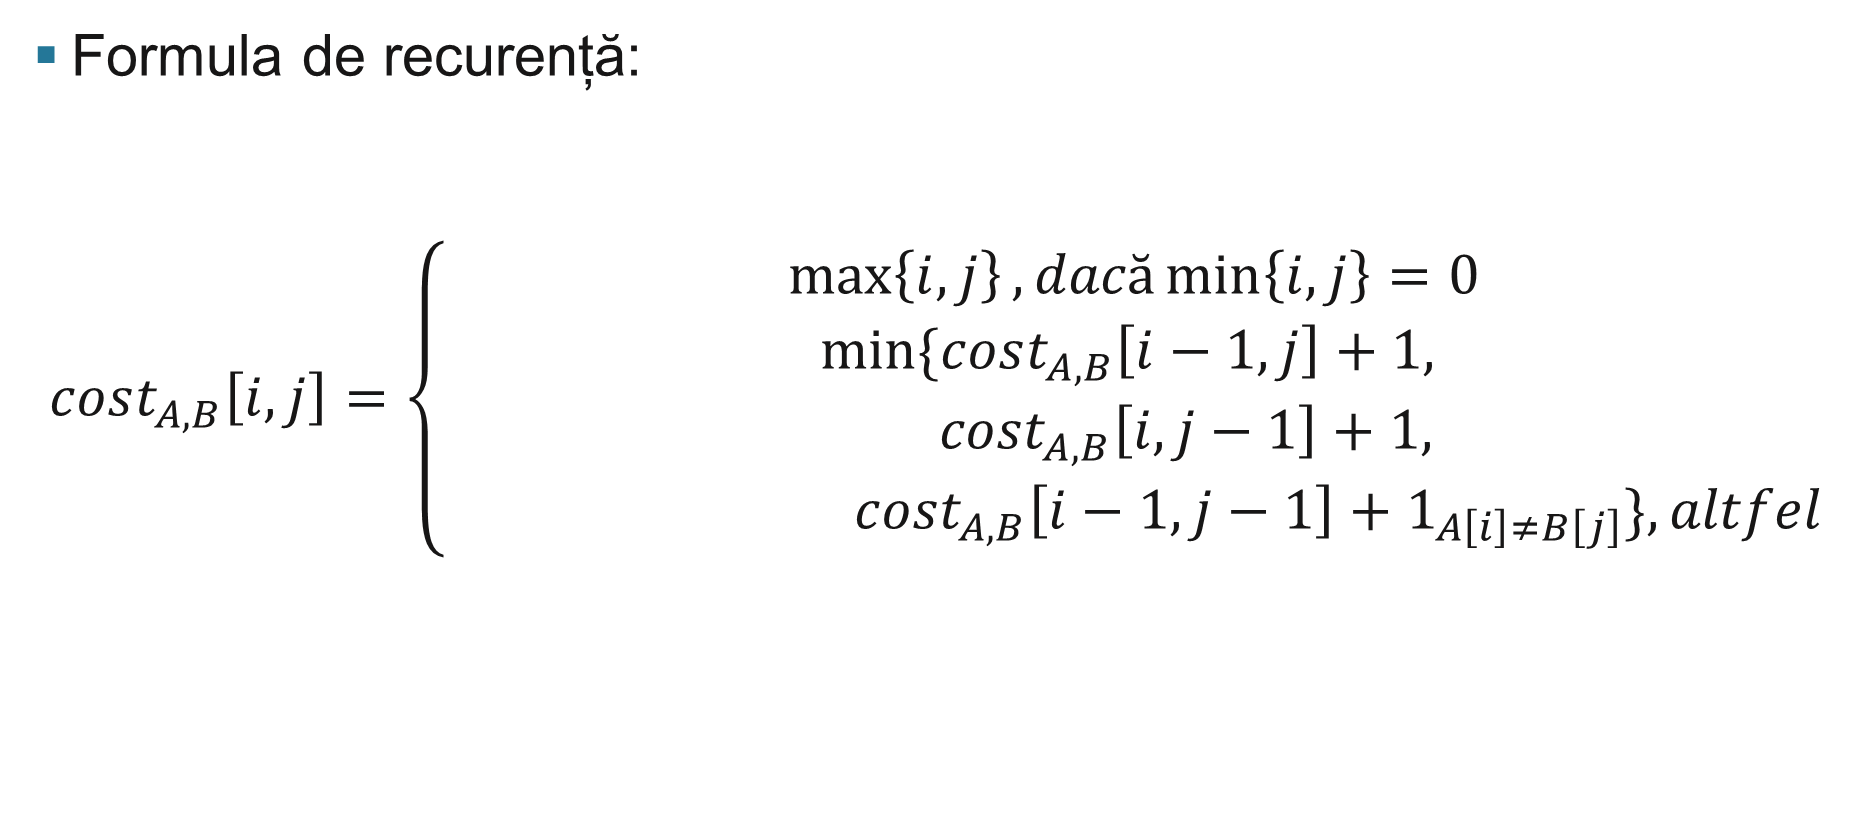 ▪ Formula de recurență:
max{i, j} , dacă min{i, j} = 0
min{cost_{A,B}[i − 1, j] + 1,
cost_{A,B}[i, j] =
cost_{A,B}[i, j − 1] + 1,
cost_{A,B}[i − 1, j − 1] + 1_{A[i]≠B[j]}}, altfel